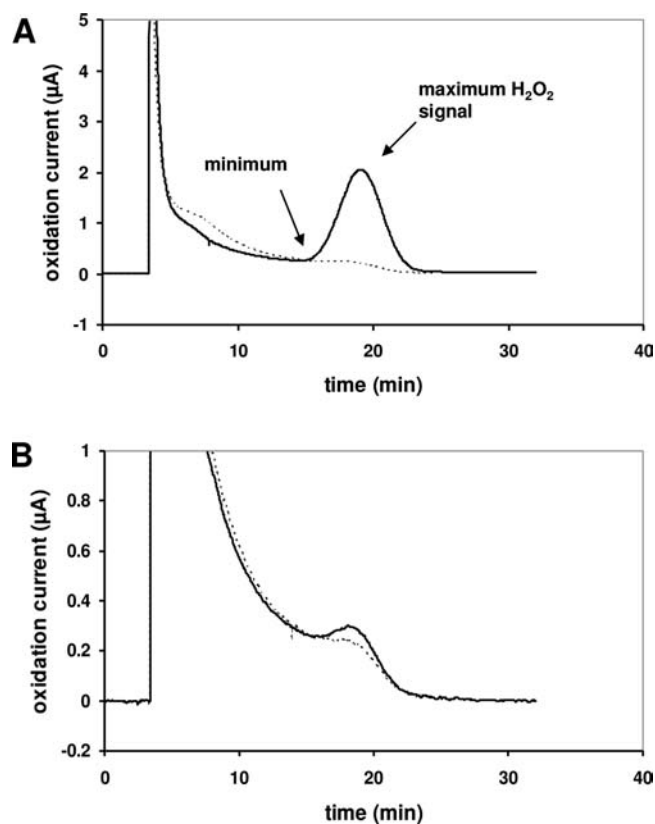 A
oxidation current (µA)
5
4
3
2
1
0
-1
minimum
maximum H₂O₂
signal
0
10
20
30
40
time (min)
B
oxidation current (µA)
1
0.8
0.6
0.4
0.2
0
-0.2
0
10
20
30
40
time (min)